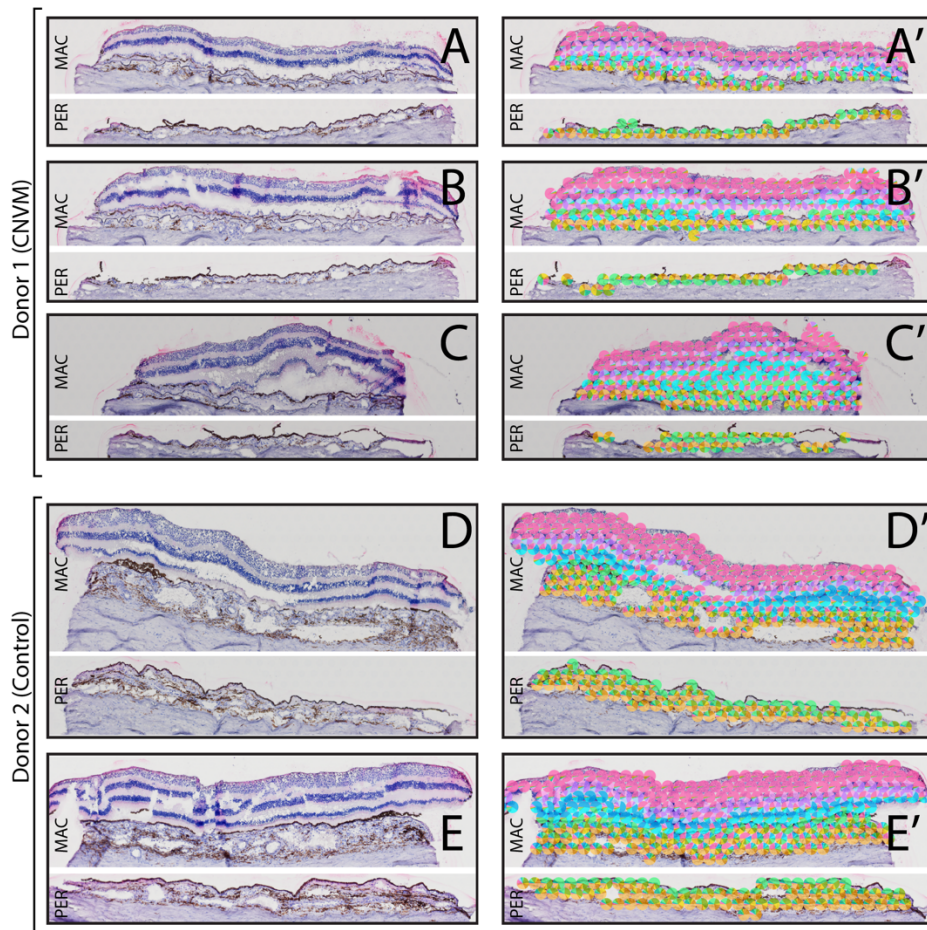 Donor 1 (CNVM)
MAC
A
MAC
A’
PER
PER
MAC
B
MAC
B’
PER
PER
MAC
C
MAC
C’
PER
PER
Donor 2 (Control)
MAC
D
MAC
D’
PER
PER
MAC
E
MAC
E’
PER
PER